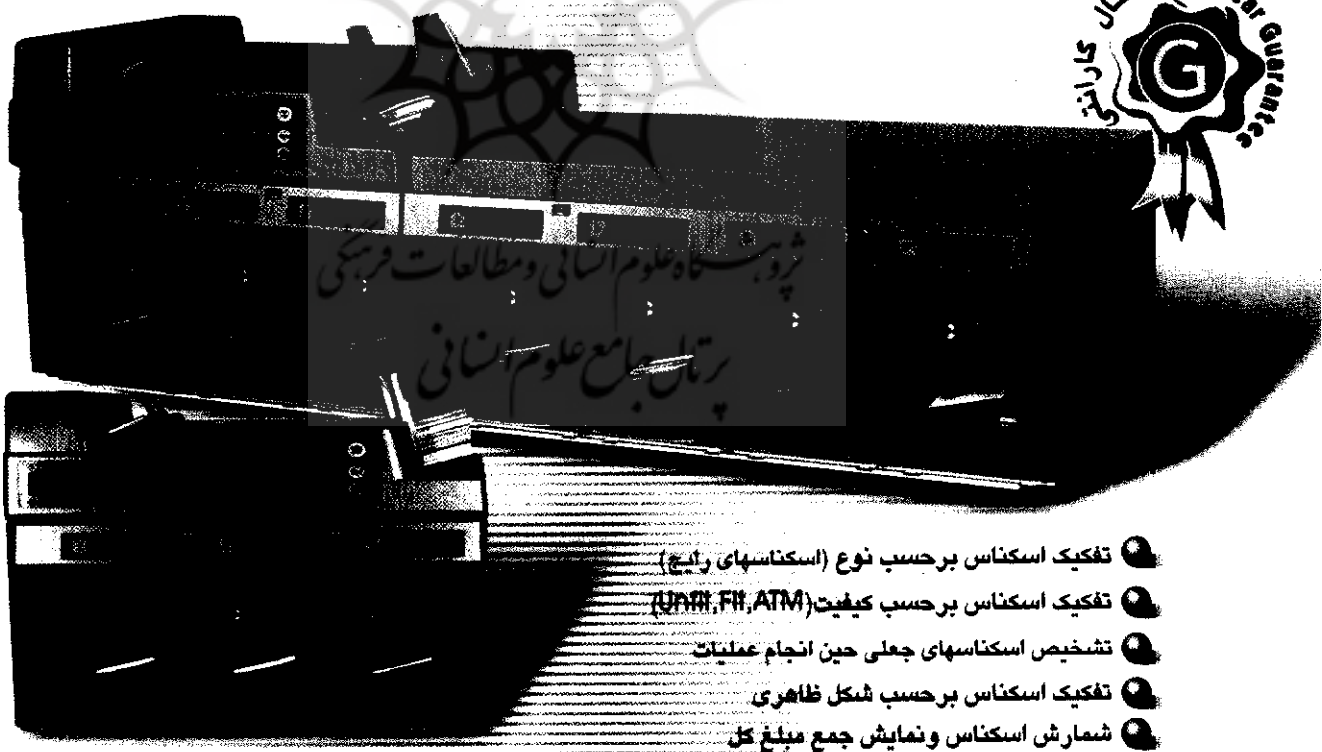 گارانتی
Guarantee
G
پژوهشگاه علوم انسانی و مطالعات فرهنگی
پرتال جامع علوم انسانی
تفکیک اسکناس برحسب نوع (اسکناسهای رایج)
تفکیک اسکناس برحسب کیفیت(Unfit,Fit,ATM)
تشخیص اسکناسهای جعلی حین انجام عملیات
تفکیک اسکناس برحسب شکل ظاهری
شمارش اسکناس و نمایش جمع مبلغ کل